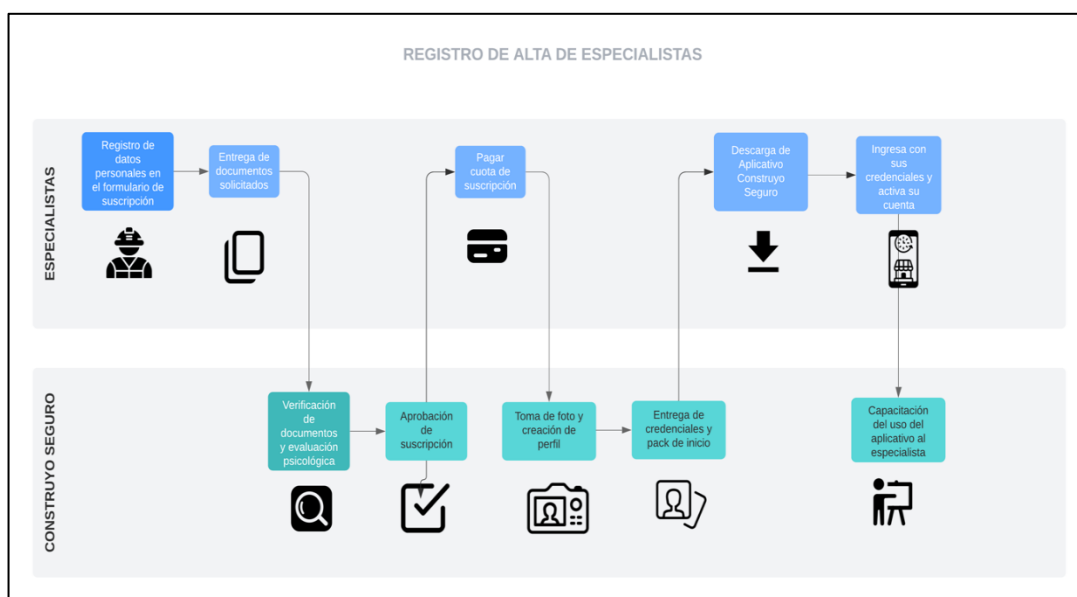 REGISTRO DE ALTA DE ESPECIALISTAS
ESPECIALISTAS
Registro de
datos
personales en
el formulario de
suscripción
Entrega de
documentos
solicitados
Pagar
cuota de
suscripción
Descarga de
Aplicativo
Construyo
Seguro
Ingresa con
sus
credenciales y
activa su
cuenta
CONSTRUYO SEGURO
Verificación
de
documentos
y evaluación
psicológica
Aprobación
de
suscripción
Toma de foto y
creación de
perfil
Entrega de
credenciales y
pack de inicio
Capacitación
del uso del
aplicativo al
especialista